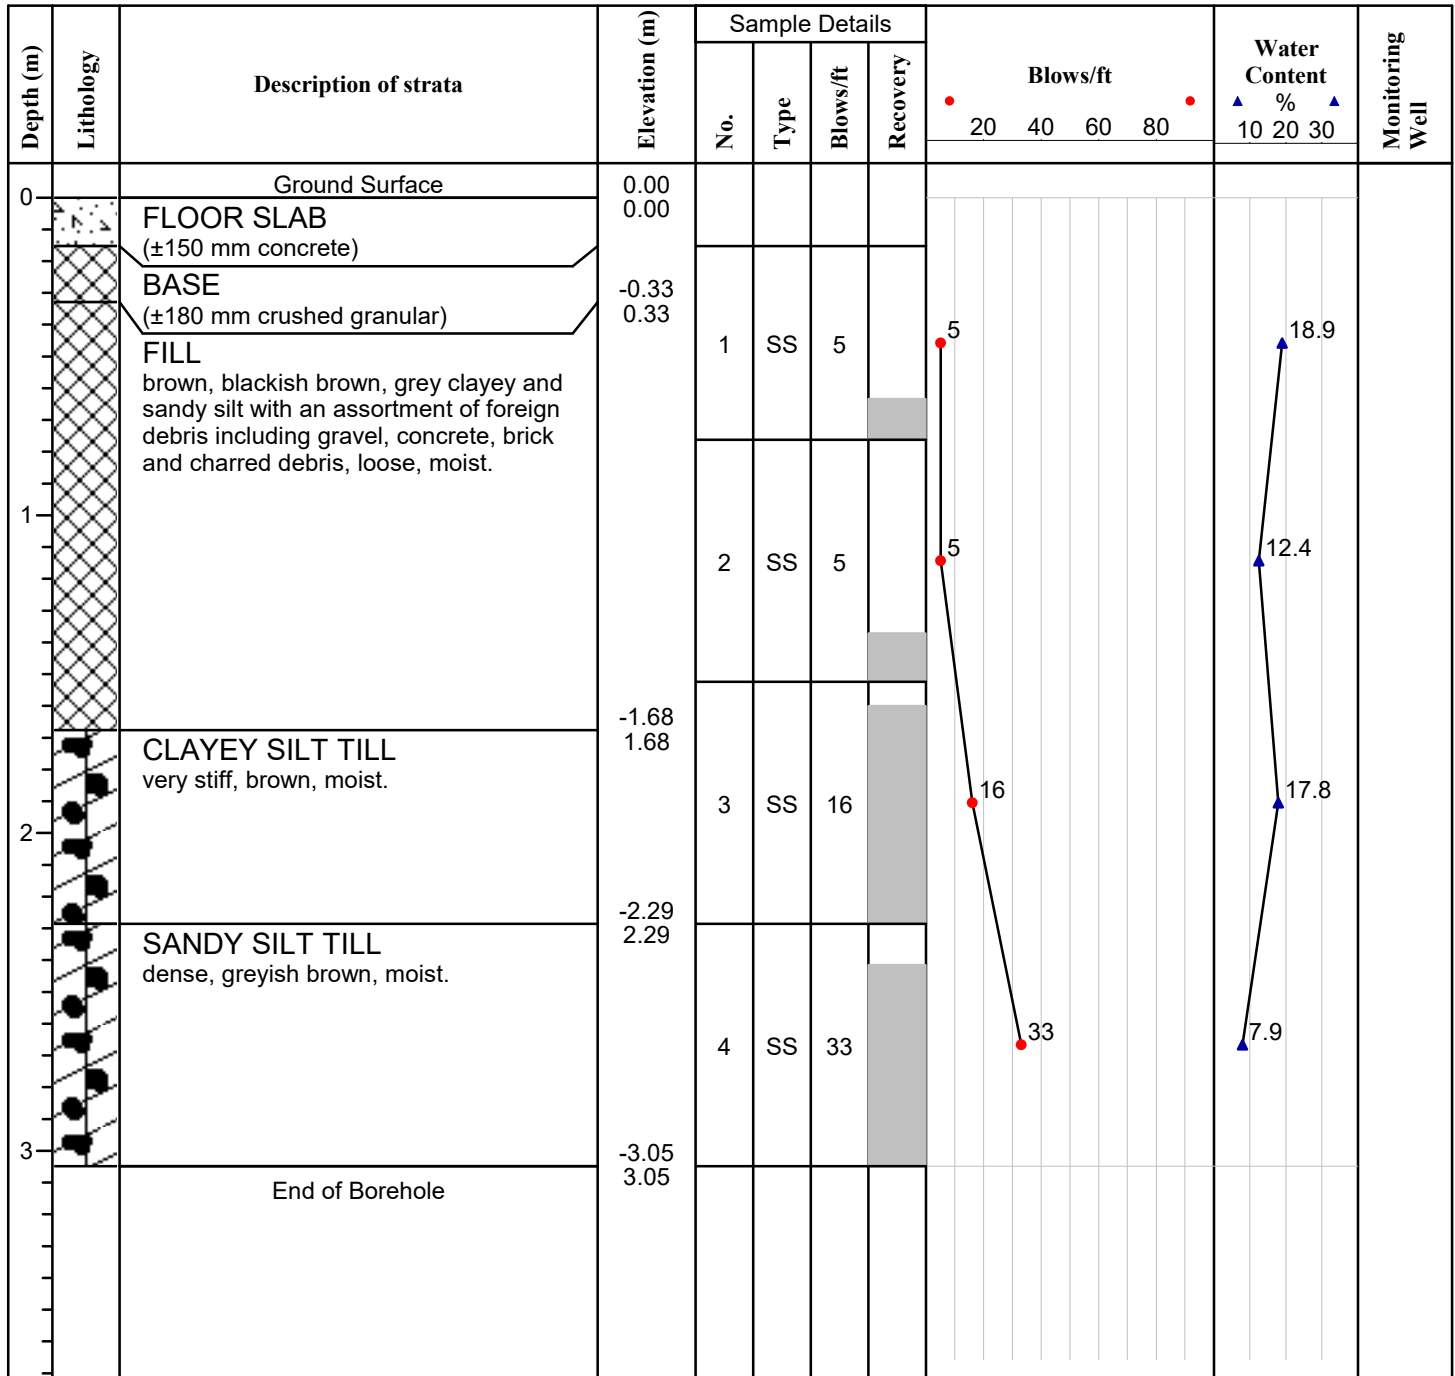 Depth (m)
Lithology
Description of strata
Elevation (m)
Sample Details
No.
Type
Blows/ft
Recovery
Blows/ft
20 40 60 80
Water
Content
%
10 20 30
Monitoring
Well
Ground Surface
0.00
0
0.00
FLOOR SLAB
(±150 mm concrete)
BASE
-0.33
(±180 mm crushed granular)
0.33
FILL
1 SS 5
5
18.9
brown, blackish brown, grey clayey and
sandy silt with an assortment of foreign
debris including gravel, concrete, brick
and charred debris, loose, moist.
1
2 SS 5
5
12.4
-1.68
1.68
CLAYEY SILT TILL
very stiff, brown, moist.
3 SS 16
16
17.8
2
-2.29
2.29
SANDY SILT TILL
dense, greyish brown, moist.
4 SS 33
33
7.9
3
-3.05
3.05
End of Borehole